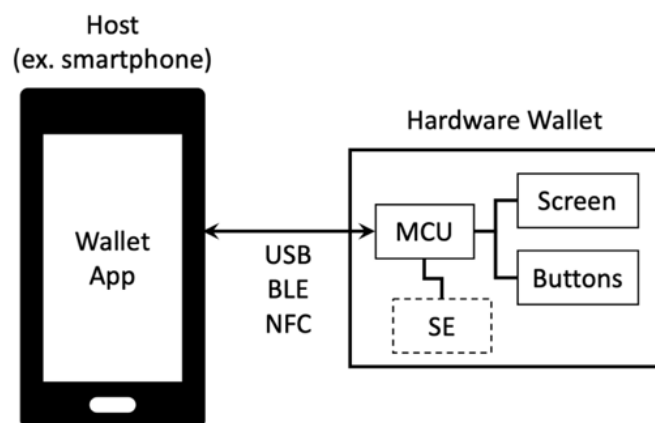 Host
(ex. smartphone)
Wallet
App
USB
BLE
NFC
Hardware Wallet
MCU
SE
Screen
Buttons